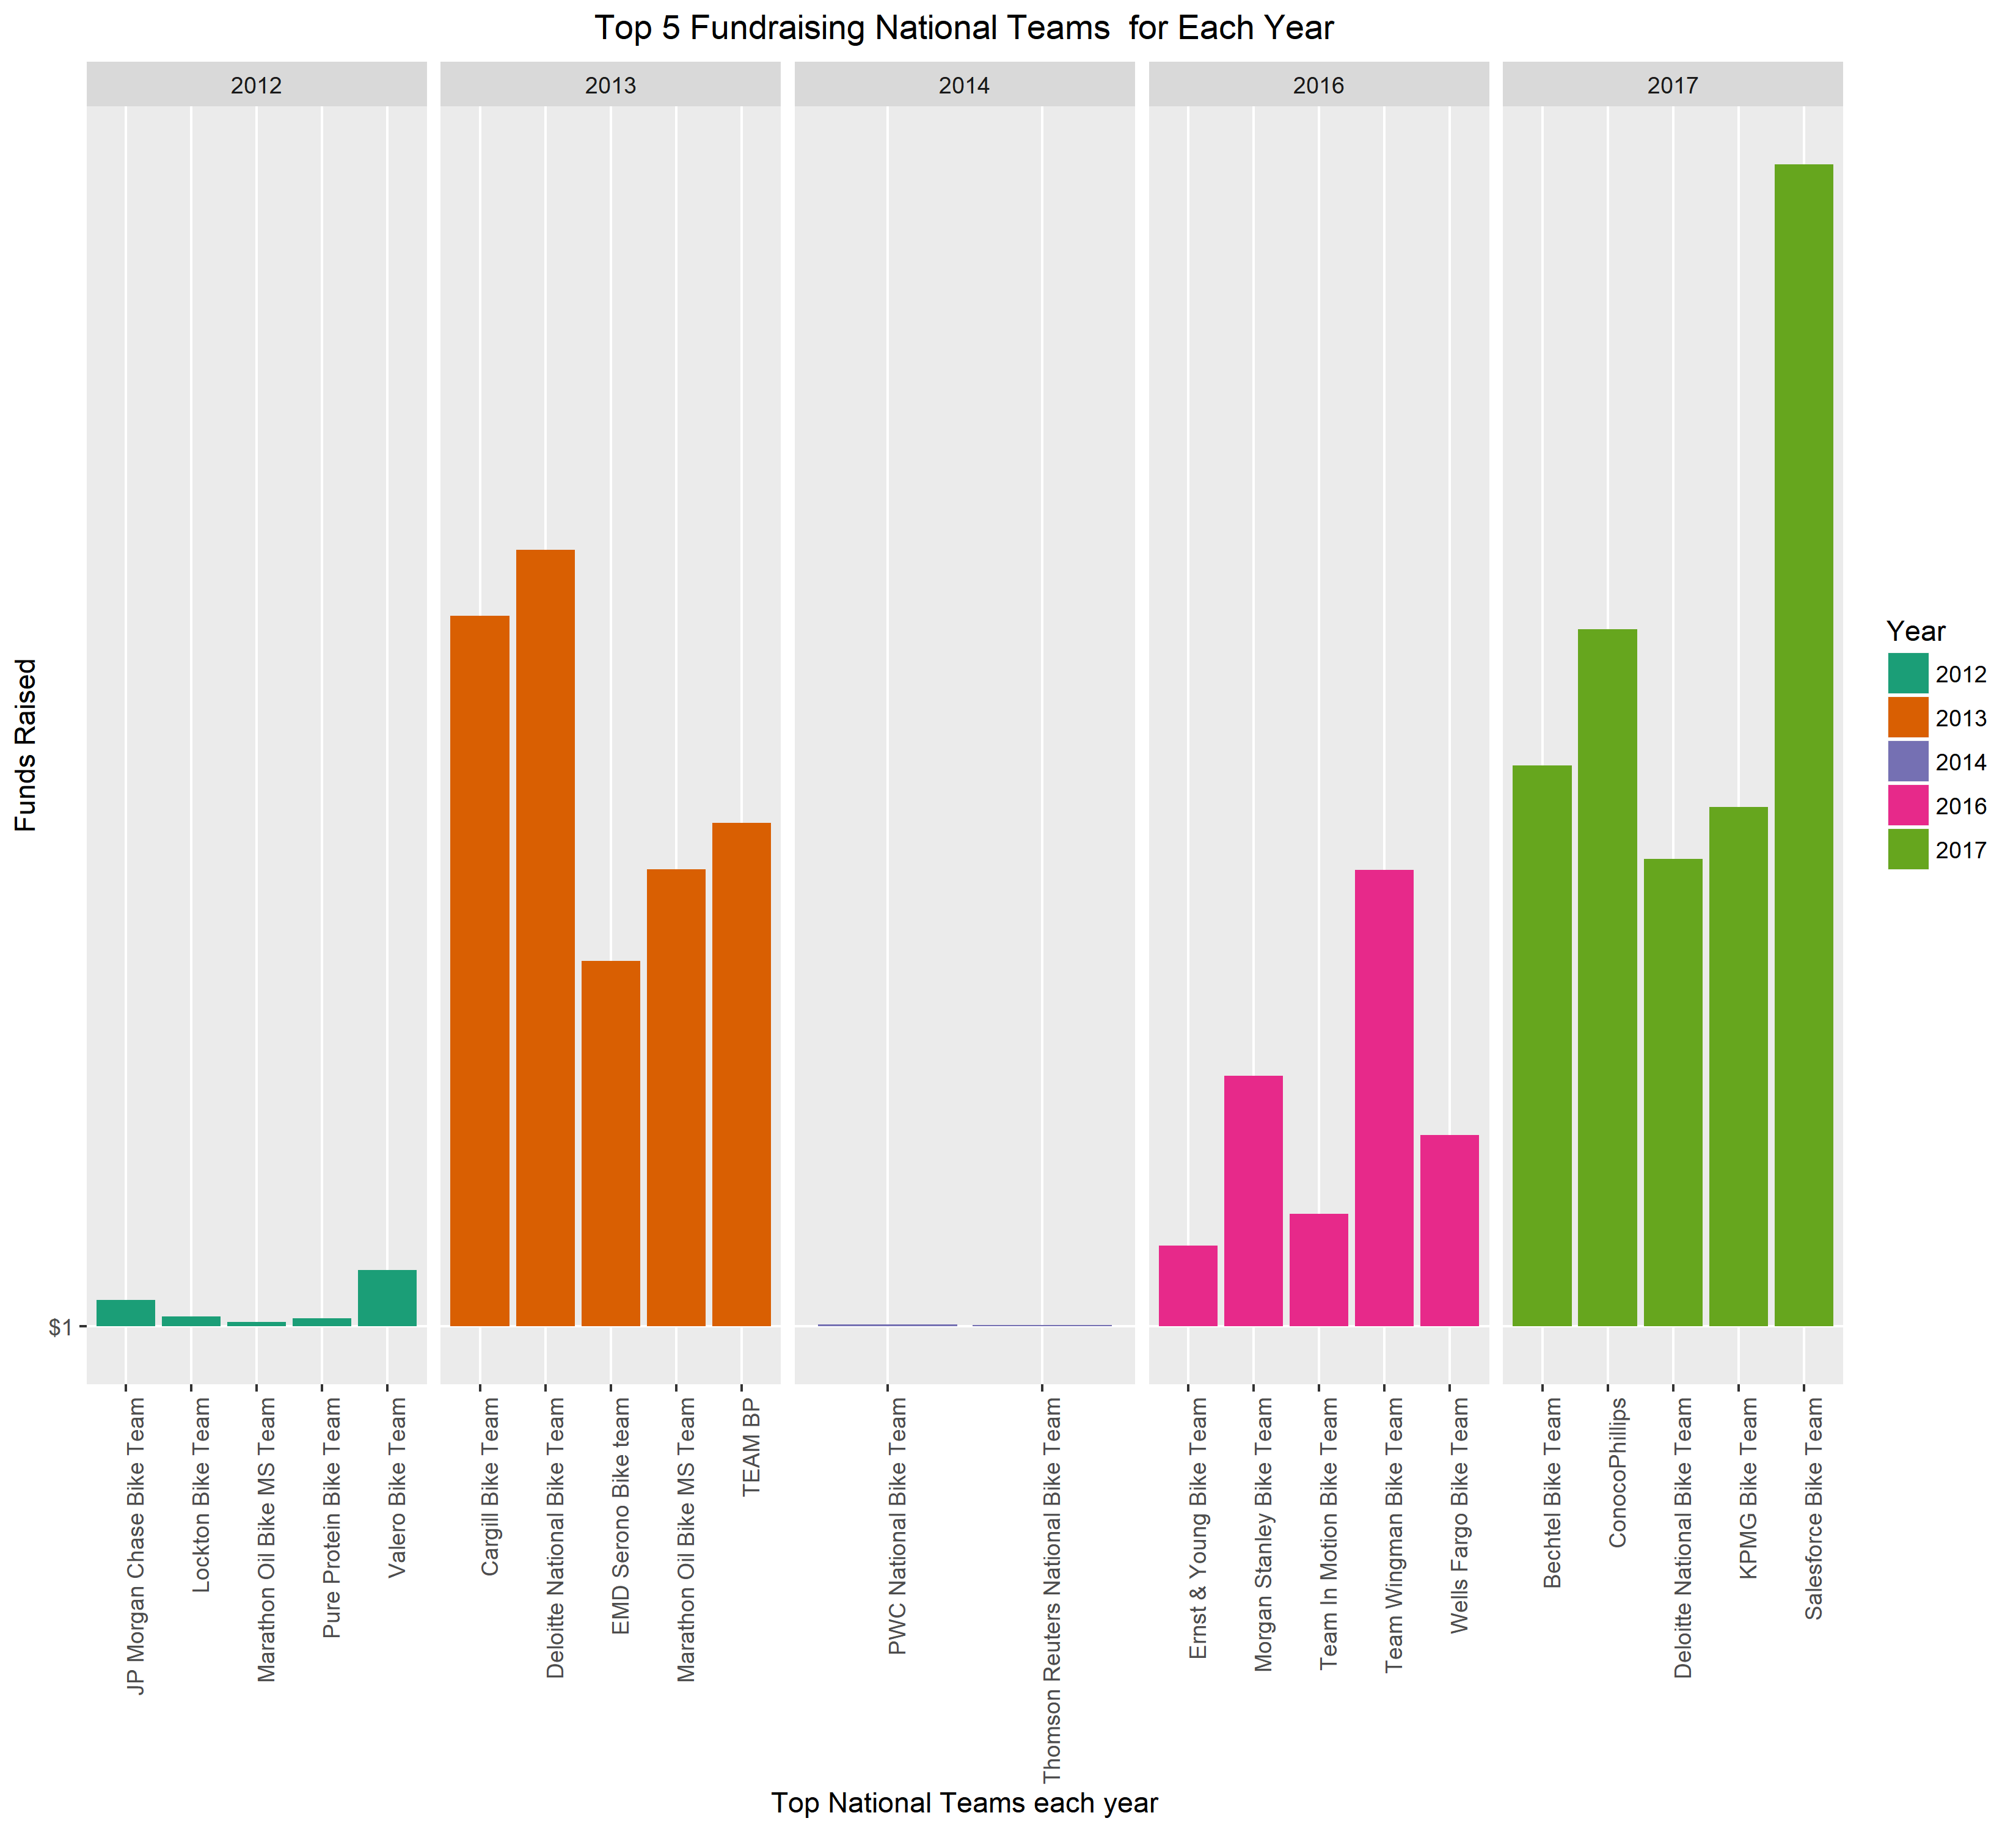 Top 5 Fundraising National Teams  for Each Year
2012
2013
2014
2016
2017
Funds Raised
$1
JP Morgan Chase Bike Team
Lockton Bike Team
Marathon Oil Bike MS Team
Pure Protein Bike Team
Valero Bike Team
Cargill Bike Team
Deloitte National Bike Team
EMD Serono Bike team
Marathon Oil Bike MS Team
TEAM BP
PWC National Bike Team
Thomson Reuters National Bike Team
Ernst & Young Bike Team
Morgan Stanley Bike Team
Team In Motion Bike Team
Team Wingman Bike Team
Wells Fargo Bike Team
Bechtel Bike Team
ConocoPhillips
Deloitte National Bike Team
KPMG Bike Team
Salesforce Bike Team
Top National Teams each year
Year
2012
2013
2014
2016
2017